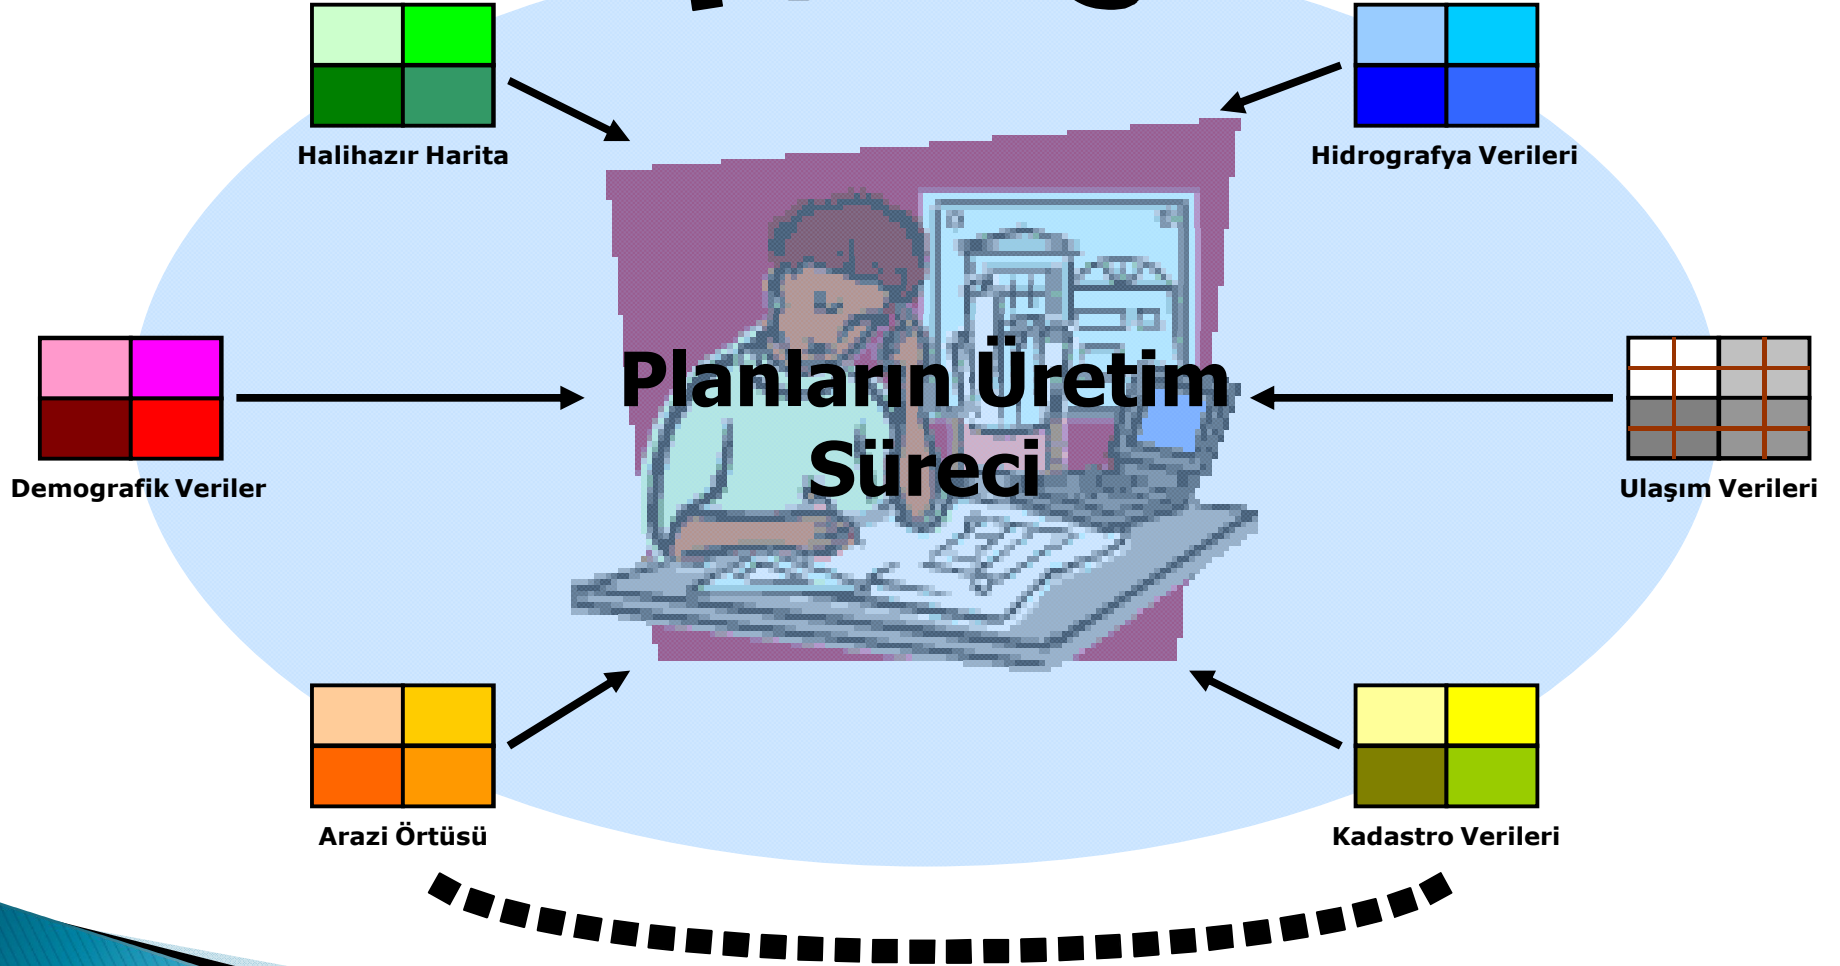 Halihazır Harita
Hidrografya Verileri
Planların Üretim
Süreci
Demografik Veriler
Ulaşım Verileri
Arazi Örtüsü
Kadastro Verileri